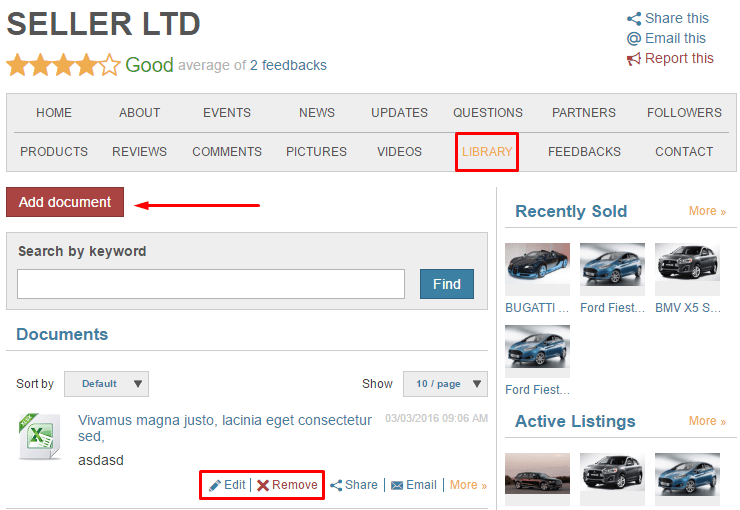 SELLER LTD
Share this
Email this
Report this
Good average of 2 feedbacks
HOME ABOUT EVENTS NEWS UPDATES QUESTIONS PARTNERS FOLLOWERS
PRODUCTS REVIEWS COMMENTS PICTURES VIDEOS LIBRARY FEEDBACKS CONTACT
Add document
Search by keyword
Find
Documents
Sort by Default Show 10 / page
Vivamus magna justo, lacinia eget consectetur
sed,
03/03/2016 09:06 AM
asdasd
Edit | Remove | Share | Email | More »
Recently Sold More »
BUGATTI ... Ford Fiest... BMV X5 S...
Ford Fiest...
Active Listings More »